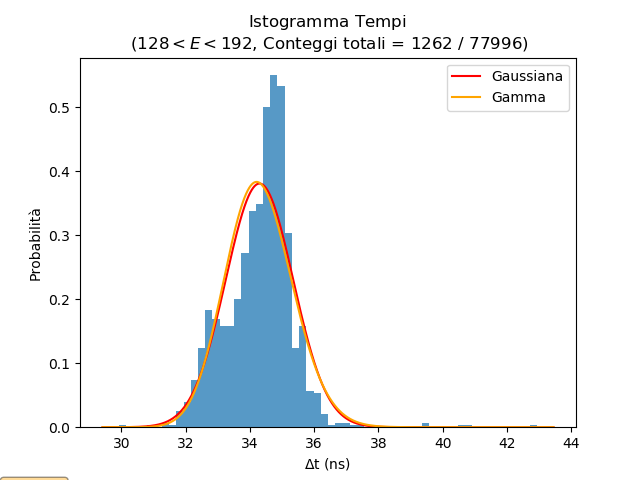 Istogramma Tempi
(128 < E < 192, Conteggi totali = 1262 / 77996)
Gaussiana
Gamma
Probabilità
0.5
0.4
0.3
0.2
0.1
0.0
30 32 34 36 38 40 42 44
Δt (ns)